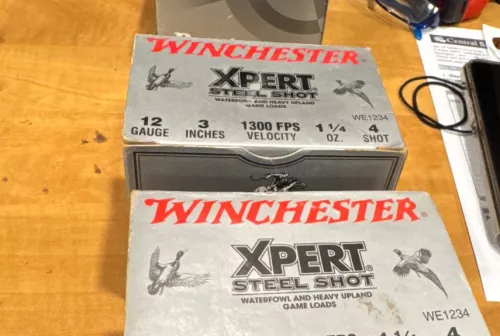 Central S
WINCHESTER
XPERT®
STEEL SHOT
WATERFOWL AND HEAVY UPLAND
GAME LOADS
WE1234
12 3 1300 FPS 1 1/4 4
GAUGE INCHES VELOCITY OZ. SHOT
WINCHESTER®
XPERT®
STEEL SHOT
WATERFOWL AND HEAVY UPLAND
GAME LOADS
WE1234